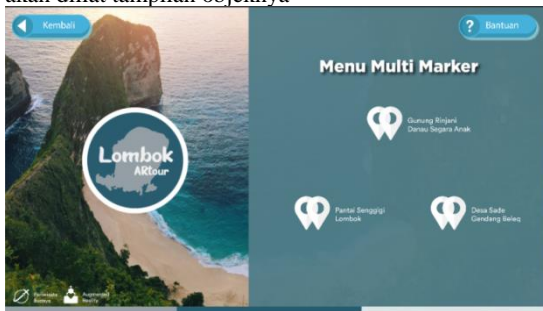 akan dilihat tampilan objeknya
Kembali
Bantuan
Menu Multi Marker
Gunung Rinjani
Danau Segara Anak
Lombok
ARtour
Pantai Senggigi
Lombok
Desa Sade
Gendang Beleq
Pariwisata
Augmented
Reality